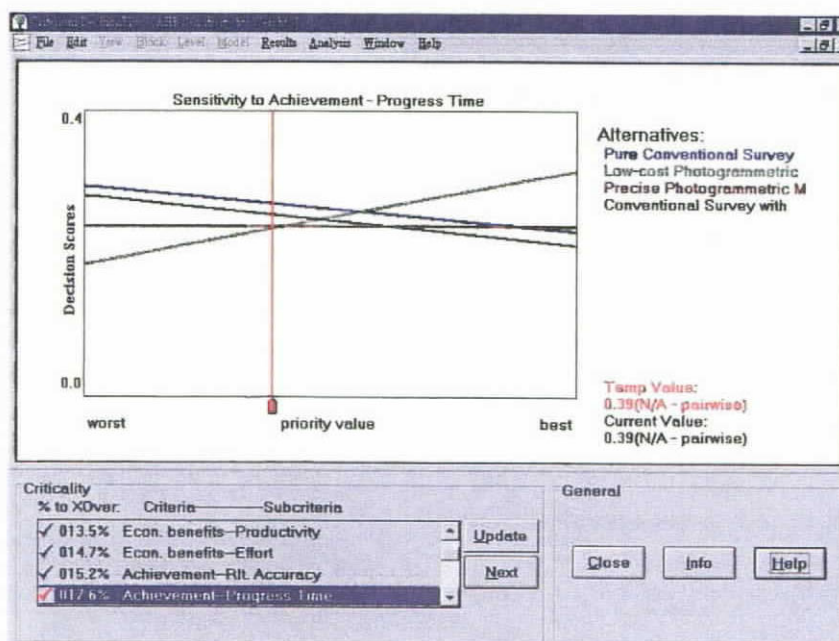 File Edit View Block Level Model Results Analysis Window Help
Sensitivity to Achievement - Progress Time
0.4
Decision Scores
0.0
worst priority value best
Alternatives:
Pure Conventional Survey
Low-cost Photogrammetric
Precise Photogrammetric M
Conventional Survey with
Temp Value:
0.39(N/A - pairwise)
Current Value:
0.39(N/A - pairwise)
Criticality
% to XOver: Criteria Subcriteria
013.5% Econ. benefits--Productivity
014.7% Econ. benefits--Effort
015.2% Achievement--Rlt. Accuracy
017.6% Achievement--Progress Time
Update
Next
General
Close Info Help